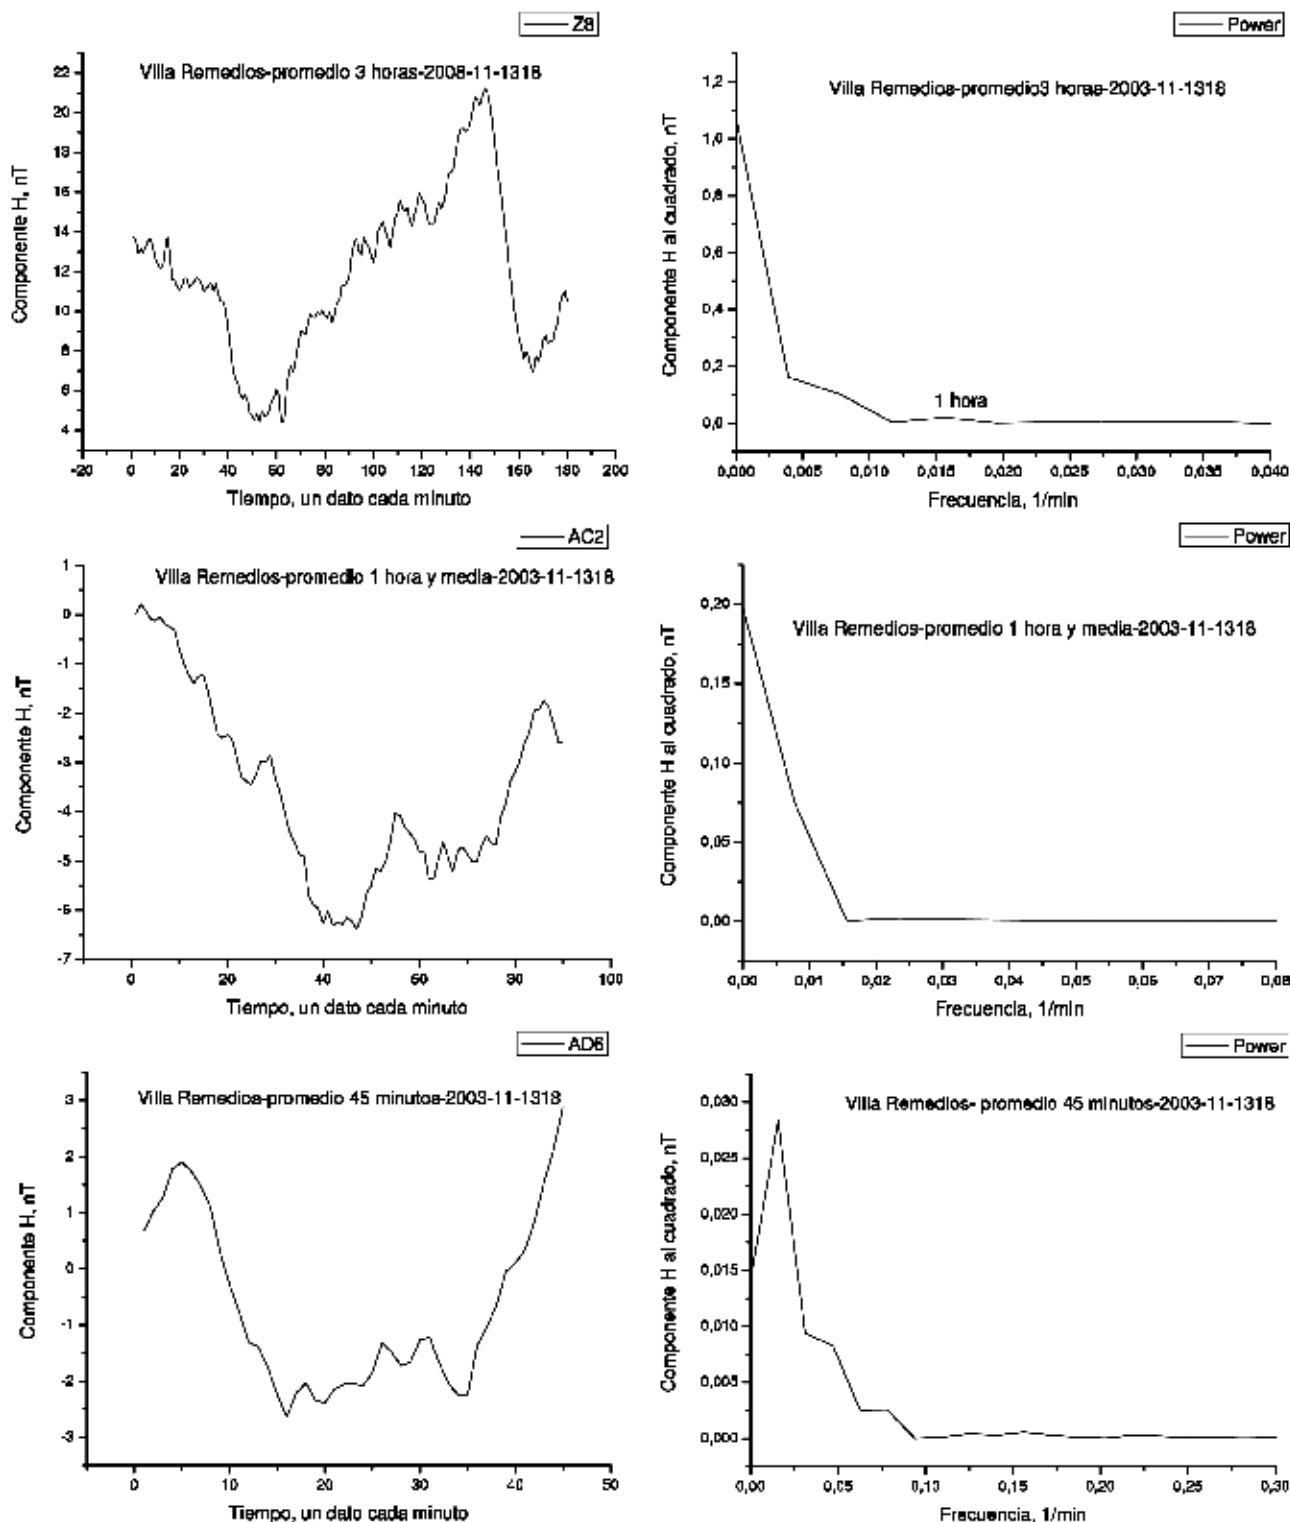 Z8
Villa Remedios-promedio 3 horas-2008-11-1318
22
20
18
16
14
12
10
8
6
4
Componente H, nT
-20 0 20 40 60 80 100 120 140 160 180 200
Tiempo, un dato cada minuto
Power
Villa Remedios-promedio3 horas-2003-11-1318
1,2
1,0
0,8
0,6
0,4
0,2
0,0
Componente H al cuadrado, nT
1 hora
0,000 0,005 0,010 0,015 0,020 0,025 0,030 0,035 0,040
Frecuencia, 1/min
AC2
Villa Remedios-promedio 1 hora y media-2003-11-1318
1
0
-1
-2
-3
-4
-5
-6
-7
Componente H, nT
0 20 40 60 80 100
Tiempo, un dato cada minuto
Power
Villa Remedios-promedio 1 hora y media-2003-11-1318
0,20
0,15
0,10
0,05
0,00
Componente H al cuadrado, nT
0,00 0,01 0,02 0,03 0,04 0,05 0,06 0,07 0,08
Frecuencia, 1/min
AD6
Villa Remedios-promedio 45 minutos-2003-11-1318
3
2
1
0
-1
-2
-3
Componente H, nT
0 10 20 30 40 50
Tiempo, un dato cada minuto
Power
Villa Remedios- promedio 45 minutos-2003-11-1318
0,030
0,025
0,020
0,015
0,010
0,005
0,000
Componente H al cuadrado, nT
0,00 0,05 0,10 0,15 0,20 0,25 0,30
Frecuencia, 1/min